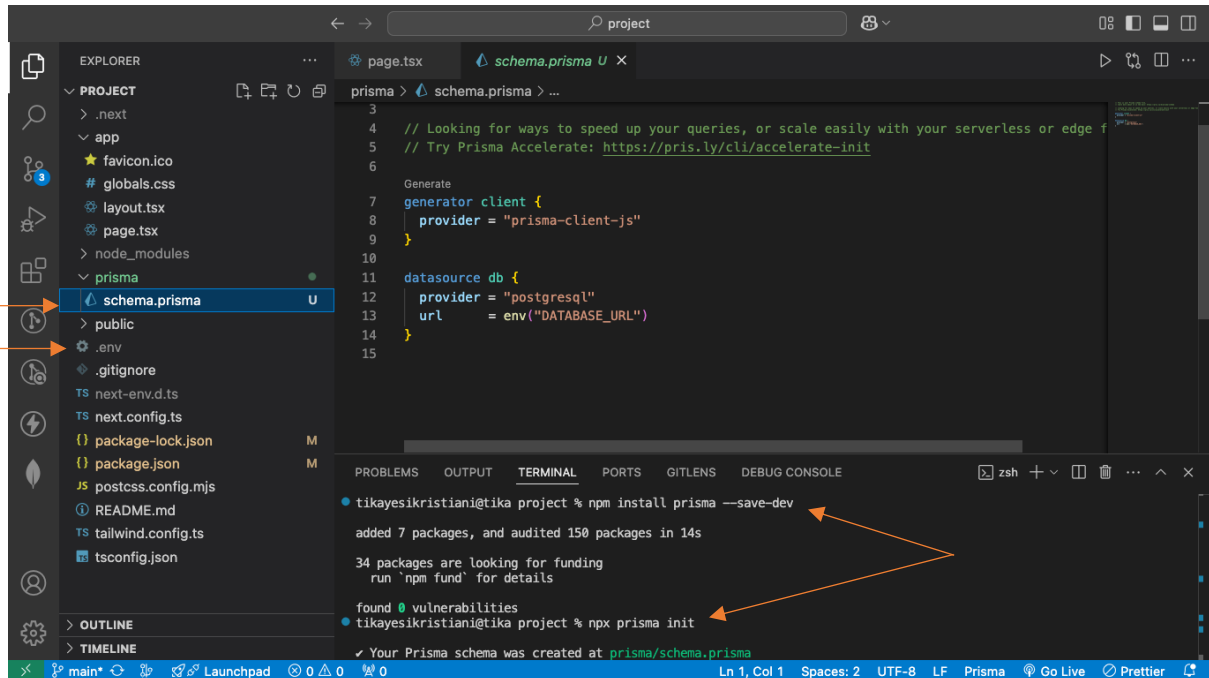 project
EXPLORER
PROJECT
.next
app
favicon.ico
# globals.css
layout.tsx
page.tsx
node_modules
prisma
schema.prisma U
public
.env
.gitignore
TS next-env.d.ts
TS next.config.ts
{} package-lock.json M
{} package.json M
JS postcss.config.mjs
README.md
TS tailwind.config.ts
tsconfig.json
OUTLINE
TIMELINE
3
page.tsx schema.prisma U
prisma > schema.prisma > ...
3
4 // Looking for ways to speed up your queries, or scale easily with your serverless or edge f
5 // Try Prisma Accelerate: https://pris.ly/cli/accelerate-init
6
Generate
7 generator client {
8 provider = "prisma-client-js"
9 }
10
11 datasource db {
12 provider = "postgresql"
13 url = env("DATABASE_URL")
14 }
15
PROBLEMS OUTPUT TERMINAL PORTS GITLENS DEBUG CONSOLE zsh
tikayesikristiani@tika project % npm install prisma --save-dev
added 7 packages, and audited 150 packages in 14s
34 packages are looking for funding
run `npm fund` for details
found 0 vulnerabilities
tikayesikristiani@tika project % npx prisma init
✔ Your Prisma schema was created at prisma/schema.prisma
main* Launchpad 0 0 0 Ln 1, Col 1 Spaces: 2 UTF-8 LF Prisma Go Live Prettier